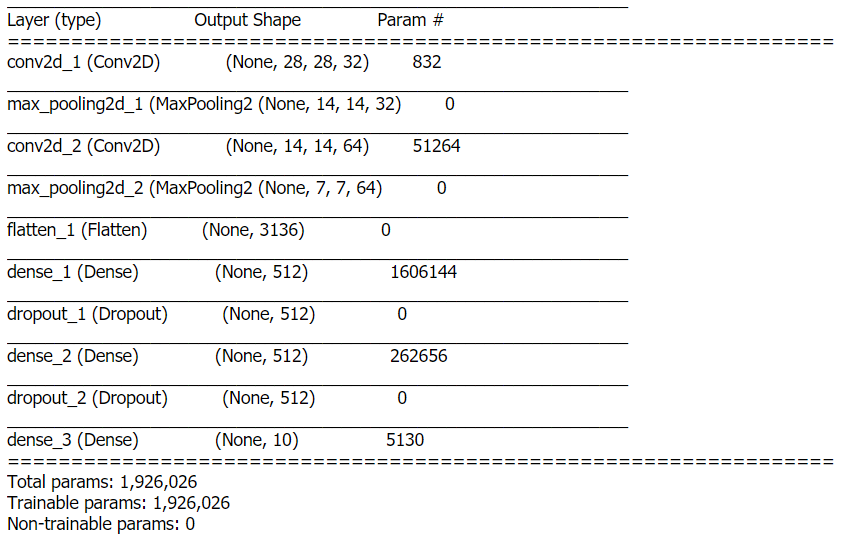 _________________________________________________________________
Layer (type)                 Output Shape              Param #
=================================================================
conv2d_1 (Conv2D)            (None, 28, 28, 32)        832
_________________________________________________________________
max_pooling2d_1 (MaxPooling2 (None, 14, 14, 32)        0
_________________________________________________________________
conv2d_2 (Conv2D)            (None, 14, 14, 64)        51264
_________________________________________________________________
max_pooling2d_2 (MaxPooling2 (None, 7, 7, 64)          0
_________________________________________________________________
flatten_1 (Flatten)          (None, 3136)              0
_________________________________________________________________
dense_1 (Dense)              (None, 512)               1606144
_________________________________________________________________
dropout_1 (Dropout)          (None, 512)               0
_________________________________________________________________
dense_2 (Dense)              (None, 512)               262656
_________________________________________________________________
dropout_2 (Dropout)          (None, 512)               0
_________________________________________________________________
dense_3 (Dense)              (None, 10)                5130
=================================================================
Total params: 1,926,026
Trainable params: 1,926,026
Non-trainable params: 0